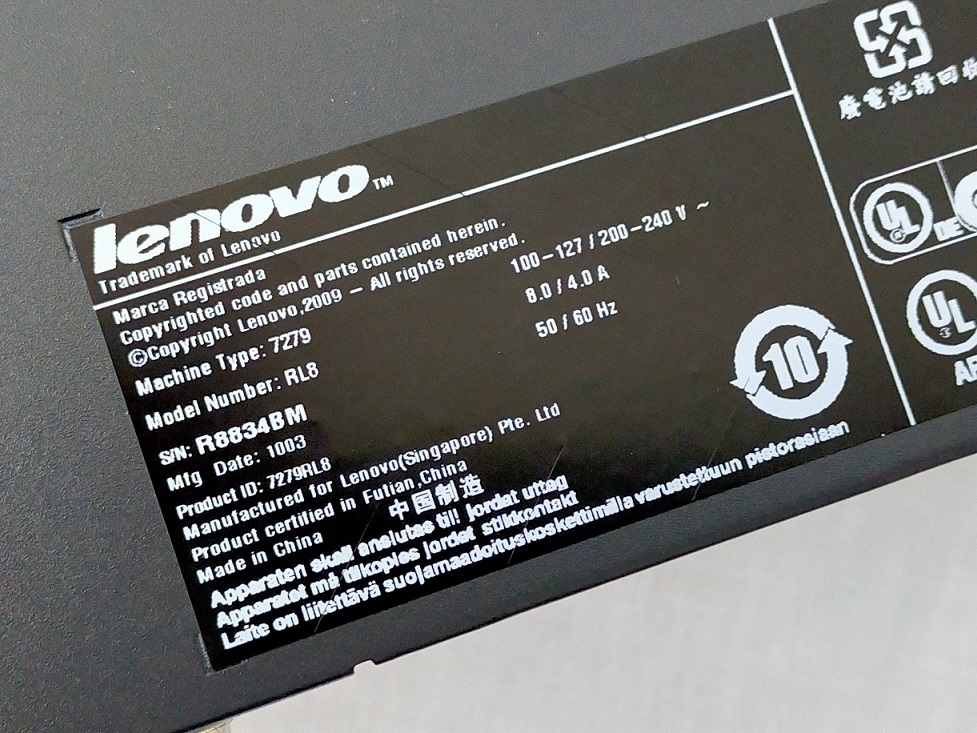 lenovo™
Trademark of Lenovo
Marca Registrada
Copyrighted code and parts contained herein.
©Copyright Lenovo,2009 – All rights reserved.
Machine Type: 7279
Model Number: RL8
100–127 / 200–240 V ~
8.0 / 4.0 A
50 / 60 Hz
S/N: R8834BM
Mfg Date: 1003
Product ID: 7279RL8
Manufactured for Lenovo(Singapore) Pte. Ltd
Product certified in Futian,China
Made in China 中国制造
Apparaten skall anslutas till jordat uttag
Apparatet må tilkoples jordet stikkontakt
Laite on liitettävä suojamaadoituskoskettimilla varustettuun pistorasiaan
10
廢電池請回收
UL
DE
UL